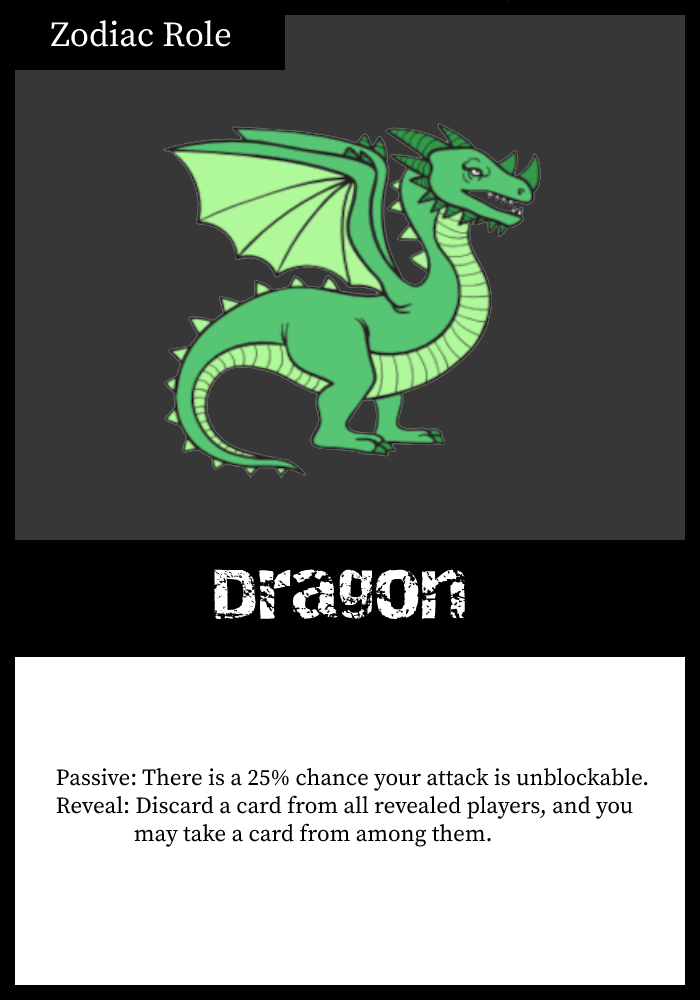 Zodiac Role
Dragon
Passive: There is a 25% chance your attack is unblockable.
Reveal: Discard a card from all revealed players, and you
may take a card from among them.